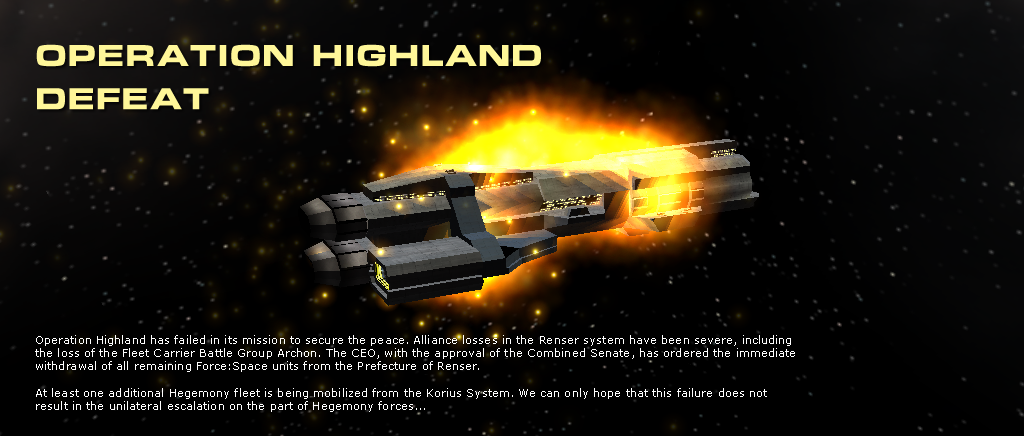 OPERATION HIGHLAND
DEFEAT
Operation Highland has failed in its mission to secure the peace. Alliance losses in the Renser system have been severe, including
the loss of the Fleet Carrier Battle Group Archon. The CEO, with the approval of the Combined Senate, has ordered the immediate
withdrawal of all remaining Force:Space units from the Prefecture of Renser.
At least one additional Hegemony fleet is being mobilized from the Korius System. We can only hope that this failure does not
result in the unilateral escalation on the part of Hegemony forces...